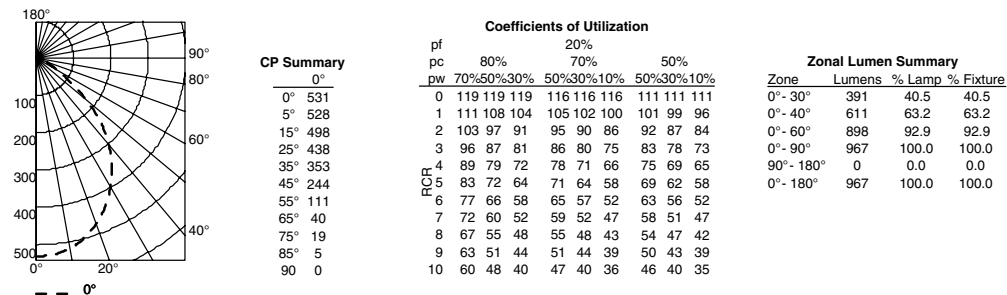 180°
90°
80°
100
60°
200
300
400
40°
500
0° 20°
0°
CP Summary
0°
0° 531
5° 528
15° 498
25° 438
35° 353
45° 244
55° 111
65° 40
75° 19
85° 5
90 0
Coefficients of Utilization
pf 20%
pc 80% 70% 50%
pw 70%50%30% 50%30%10% 50%30%10%
RCR
0 119 119 119 116 116 116 111 111 111
1 111 108 104 105 102 100 101 99 96
2 103 97 91 95 90 86 92 87 84
3 96 87 81 86 80 75 83 78 73
4 89 79 72 78 71 66 75 69 65
5 83 72 64 71 64 58 69 62 58
6 77 66 58 65 57 52 63 56 52
7 72 60 52 59 52 47 58 51 47
8 67 55 48 55 48 43 54 47 42
9 63 51 44 51 44 39 50 43 39
10 60 48 40 47 40 36 46 40 35
Zonal Lumen Summary
Zone Lumens % Lamp % Fixture
0°- 30° 391 40.5 40.5
0°- 40° 611 63.2 63.2
0°- 60° 898 92.9 92.9
0°- 90° 967 100.0 100.0
90°- 180° 0 0.0 0.0
0°- 180° 967 100.0 100.0